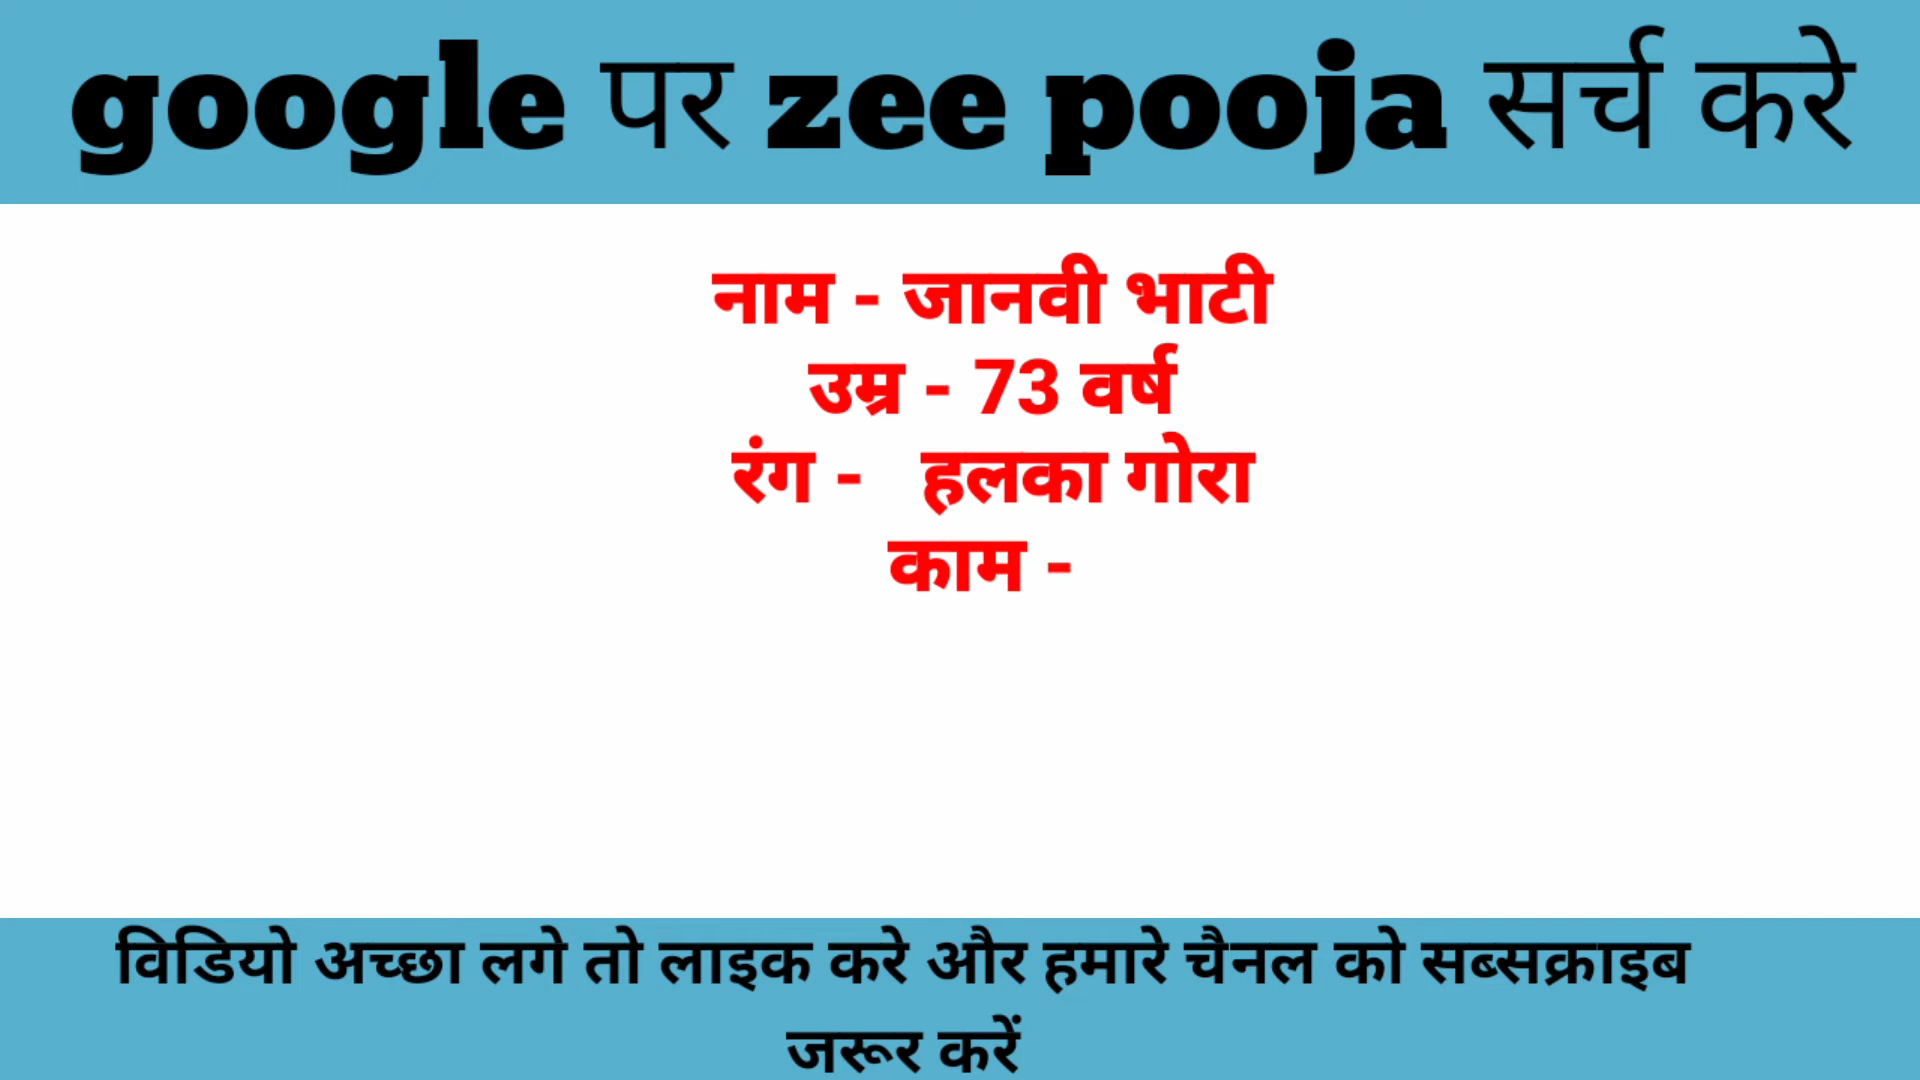 google पर zee pooja सर्च करे
नाम - जानवी भाटी
उम्र - 73 वर्ष
रंग - हलका गोरा
काम -
विडियो अच्छा लगे तो लाइक करे और हमारे चैनल को सब्सक्राइब
जरूर करें